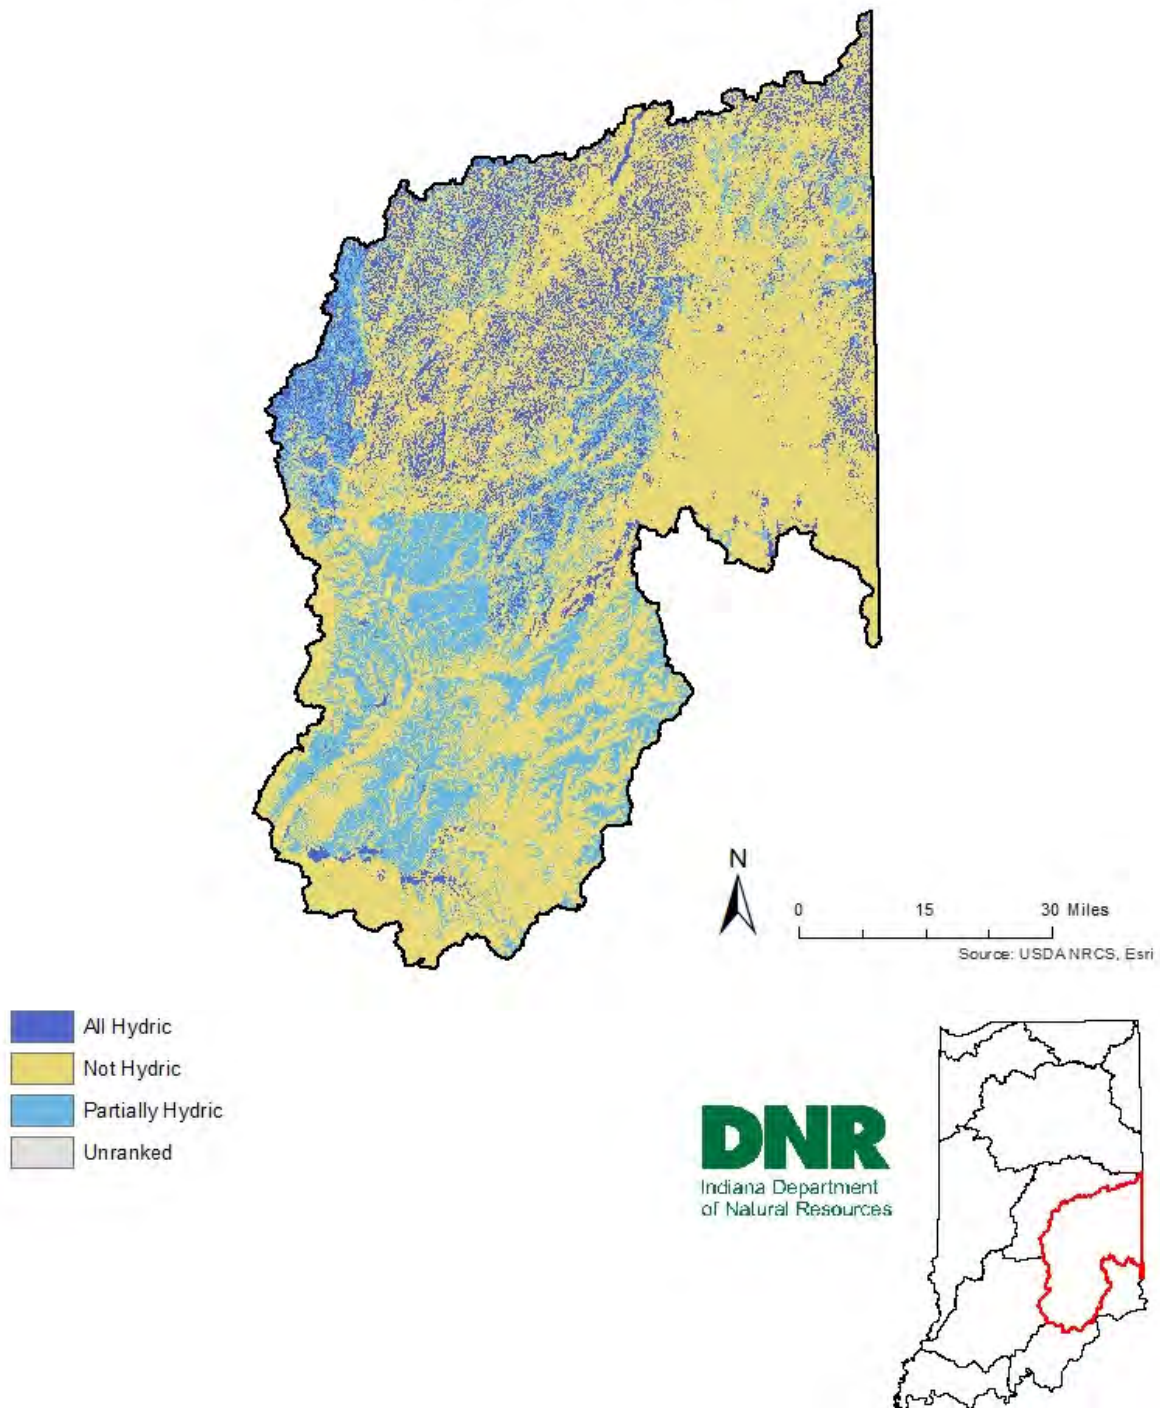 N
0 15 30 Miles
Source: USDA NRCS, Esri
All Hydric
Not Hydric
Partially Hydric
Unranked
DNR
Indiana Department
of Natural Resources